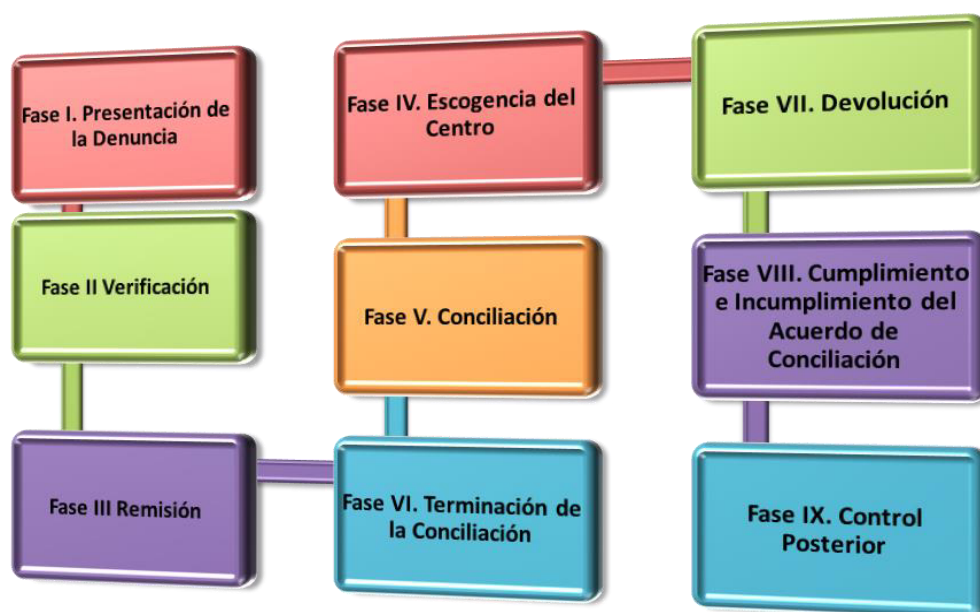 Fase I. Presentación de
la Denuncia
Fase II Verificación
Fase III Remisión
Fase IV. Escogencia del
Centro
Fase V. Conciliación
Fase VI. Terminación de
la Conciliación
Fase VII. Devolución
Fase VIII. Cumplimiento
e Incumplimiento del
Acuerdo de
Conciliación
Fase IX. Control
Posterior